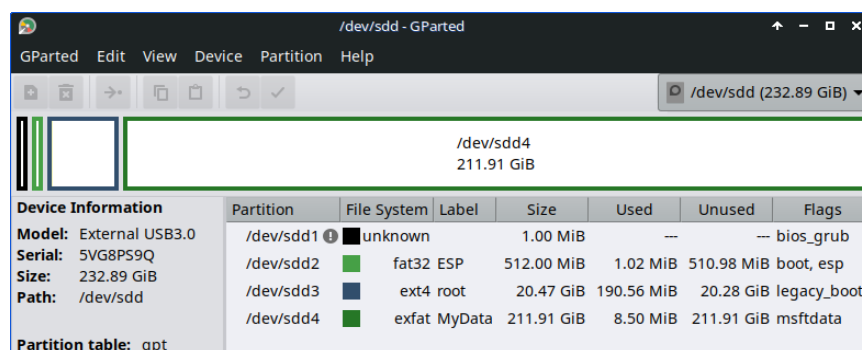 /dev/sdd - GParted
GParted Edit View Device Partition Help
/dev/sdd (232.89 GiB)
/dev/sdd4
211.91 GiB
Device Information
Model: External USB3.0
Serial: 5VG8PS9Q
Size: 232.89 GiB
Path: /dev/sdd
Partition table: gpt
Partition File System Label Size Used Unused Flags
/dev/sdd1 unknown 1.00 MiB --- --- bios_grub
/dev/sdd2 fat32 ESP 512.00 MiB 1.02 MiB 510.98 MiB boot, esp
/dev/sdd3 ext4 root 20.47 GiB 190.56 MiB 20.28 GiB legacy_boot
/dev/sdd4 exfat MyData 211.91 GiB 8.50 MiB 211.91 GiB msftdata